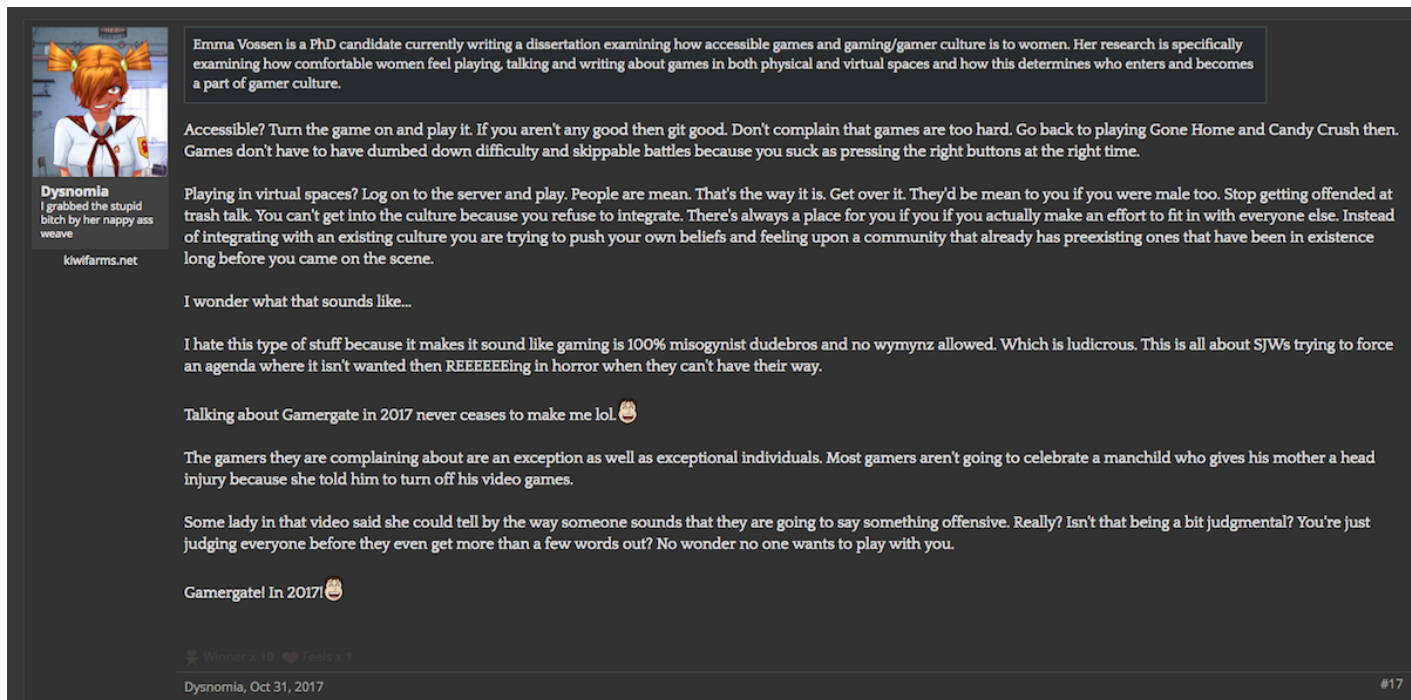 Emma Vossen is a PhD candidate currently writing a dissertation examining how accessible games and gaming/gamer culture is to women. Her research is specifically
examining how comfortable women feel playing, talking and writing about games in both physical and virtual spaces and how this determines who enters and becomes
a part of gamer culture.
Accessible? Turn the game on and play it. If you aren't any good then git good. Don't complain that games are too hard. Go back to playing Gone Home and Candy Crush then.
Games don't have to have dumbed down difficulty and skippable battles because you suck as pressing the right buttons at the right time.
Dysnomia
I grabbed the stupid
bitch by her nappy ass
weave
kiwifarms.net
Playing in virtual spaces? Log on to the server and play. People are mean. That's the way it is. Get over it. They'd be mean to you if you were male too. Stop getting offended at
trash talk. You can't get into the culture because you refuse to integrate. There's always a place for you if you if you actually make an effort to fit in with everyone else. Instead
of integrating with an existing culture you are trying to push your own beliefs and feeling upon a community that already has preexisting ones that have been in existence
long before you came on the scene.
I wonder what that sounds like...
I hate this type of stuff because it makes it sound like gaming is 100% misogynist dudebros and no wymynz allowed. Which is ludicrous. This is all about SJWs trying to force
an agenda where it isn't wanted then REEEEEEing in horror when they can't have their way.
Talking about Gamergate in 2017 never ceases to make me lol.
The gamers they are complaining about are an exception as well as exceptional individuals. Most gamers aren't going to celebrate a manchild who gives his mother a head
injury because she told him to turn off his video games.
Some lady in that video said she could tell by the way someone sounds that they are going to say something offensive. Really? Isn't that being a bit judgmental? You're just
judging everyone before they even get more than a few words out? No wonder no one wants to play with you.
Gamergate! In 2017!
Winner x 10 Feels x 1
Dysnomia, Oct 31, 2017
#17